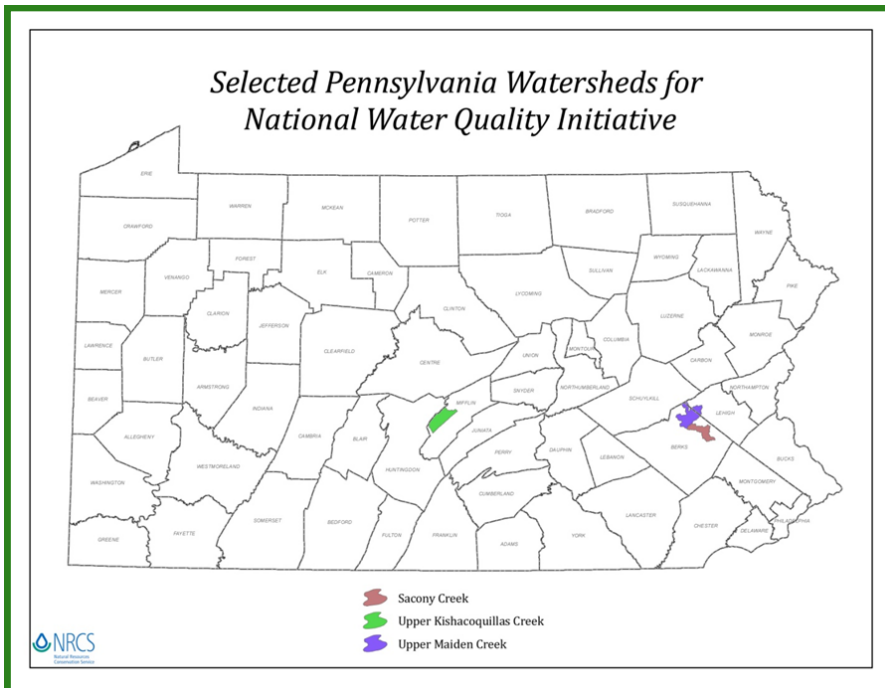 Selected Pennsylvania Watersheds for
National Water Quality Initiative
ERIE
WARREN
MCKEAN
POTTER
TIOGA
BRADFORD
SUSQUEHANNA
WAYNE
CRAWFORD
FOREST
ELK
CAMERON
SULLIVAN
WYOMING
LACKAWANNA
PIKE
MERCER
VENANGO
CLARION
JEFFERSON
CLINTON
LYCOMING
LUZERNE
MONROE
LAWRENCE
BUTLER
CLEARFIELD
CENTRE
UNION
MONTOUR
COLUMBIA
CARBON
BEAVER
ARMSTRONG
INDIANA
MIFFLIN
SNYDER
NORTHUMBERLAND
SCHUYLKILL
NORTHAMPTON
LEHIGH
ALLEGHENY
CAMBRIA
BLAIR
HUNTINGDON
JUNIATA
PERRY
DAUPHIN
LEBANON
BERKS
BUCKS
WASHINGTON
WESTMORELAND
CUMBERLAND
LANCASTER
MONTGOMERY
GREENE
FAYETTE
SOMERSET
BEDFORD
FULTON
FRANKLIN
ADAMS
YORK
CHESTER
DELAWARE
PHILADELPHIA
Sacony Creek
Upper Kishacoquillas Creek
Upper Maiden Creek
NRCS
Natural Resources
Conservation Service